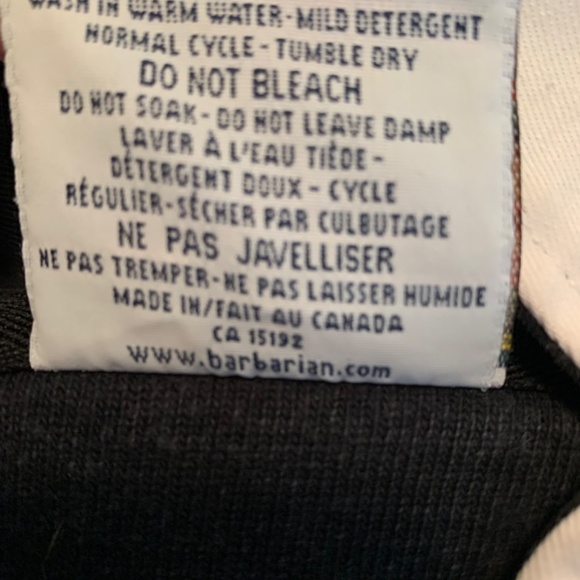 WASH IN WARM WATER-MILD DETERGENT
NORMAL CYCLE-TUMBLE DRY
DO NOT BLEACH
DO NOT SOAK-DO NOT LEAVE DAMP
LAVER À L'EAU TIÈDE-
DÉTERGENT DOUX-CYCLE
RÉGULIER-SÉCHER PAR CULBUTAGE
NE PAS JAVELLISER
NE PAS TREMPER-NE PAS LAISSER HUMIDE
MADE IN/FAIT AU CANADA
CA 15192
www.barbarian.com